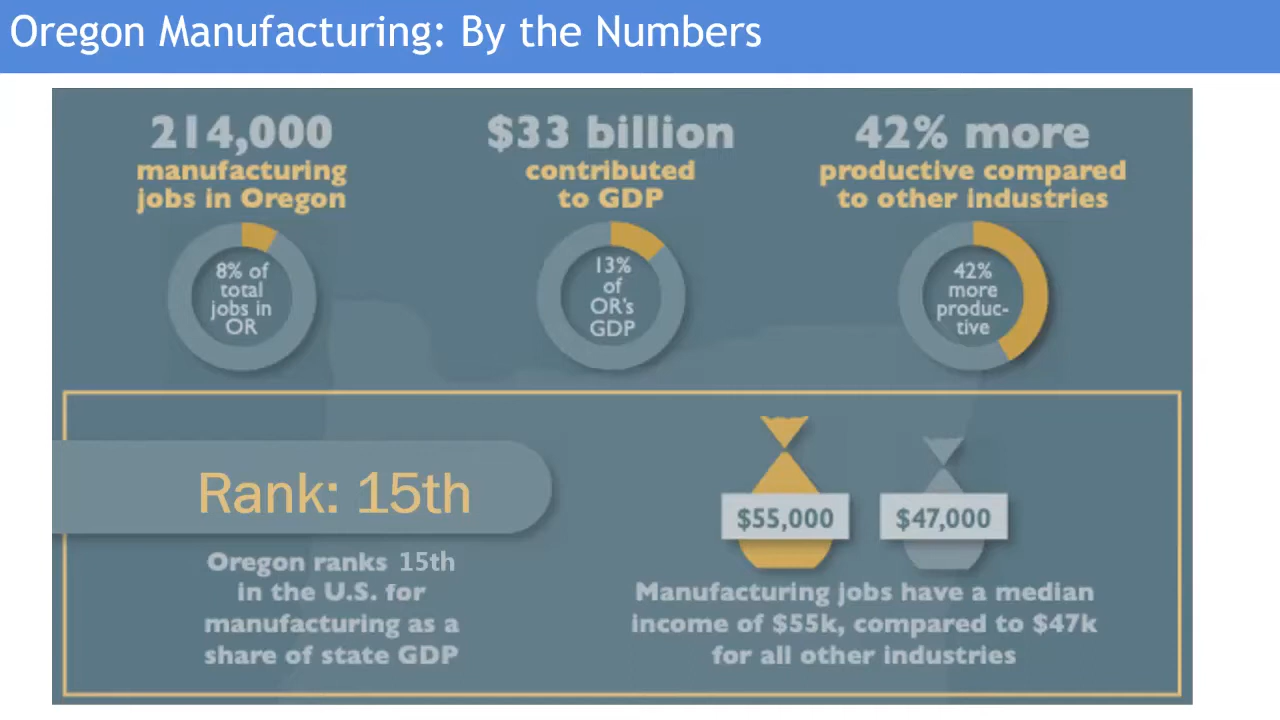 Oregon Manufacturing: By the Numbers
214,000
manufacturing
jobs in Oregon
8% of
total
jobs in
OR
$33 billion
contributed
to GDP
13%
of
OR's
GDP
42% more
productive compared
to other industries
42%
more
produc-
tive
Rank: 15th
Oregon ranks 15th
in the U.S. for
manufacturing as a
share of state GDP
$55,000
$47,000
Manufacturing jobs have a median
income of $55k, compared to $47k
for all other industries